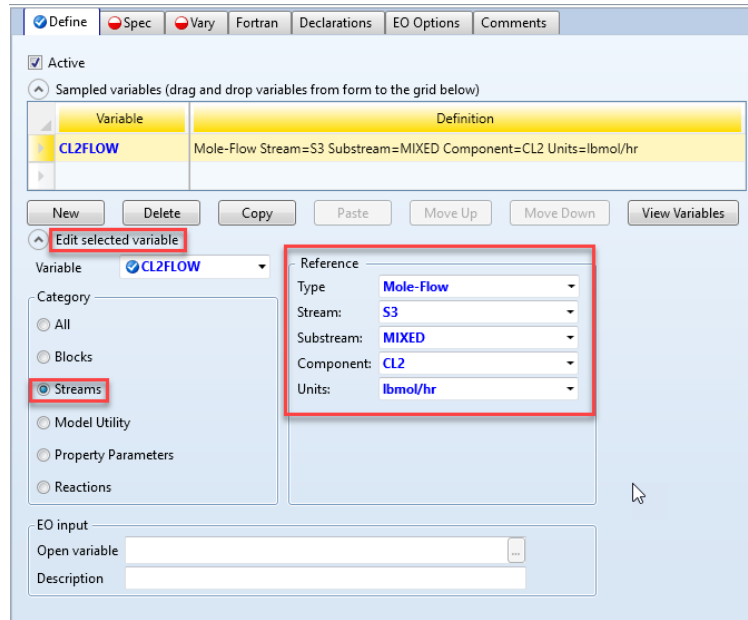 Define Spec Vary Fortran Declarations EO Options Comments
Active
Sampled variables (drag and drop variables from form to the grid below)
Variable Definition
CL2FLOW Mole-Flow Stream=S3 Substream=MIXED Component=CL2 Units=lbmol/hr
New Delete Copy Paste Move Up Move Down View Variables
Edit selected variable
Variable CL2FLOW
Category
All
Blocks
Streams
Model Utility
Property Parameters
Reactions
Reference
Type Mole-Flow
Stream: S3
Substream: MIXED
Component: CL2
Units: lbmol/hr
EO input
Open variable ...
Description